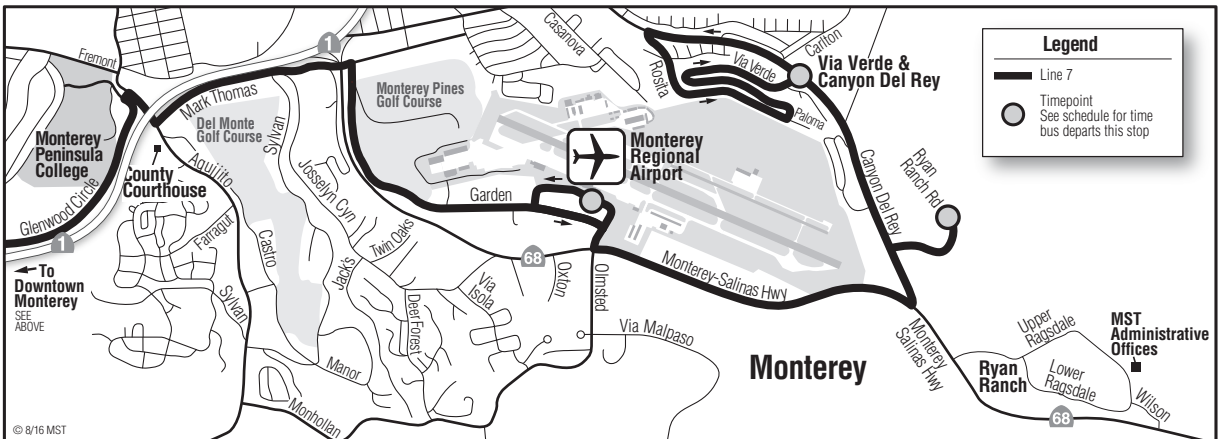 Fremont
1
Casanova
Carlton
Via Verde &
Canyon Del Rey
Via Verde
Rosita
Paloma
Legend
Line 7
Timepoint
See schedule for time
bus departs this stop
Mark Thomas
Monterey Pines
Golf Course
Del Monte
Golf Course
Sylvan
Monterey
Peninsula
College
County
Courthouse
Aguijito
Josselyn Cyn
Monterey
Regional
Airport
Canyon Del Rey
Ryan
Ranch Rd
Glenwood Circle
Garden
1
Farragut
Castro
Twin Oaks
Jack's
68
Oxton
Olmsted
Monterey-Salinas Hwy
To
Downtown
Monterey
SEE
ABOVE
Sylvan
Deer Forest
Via
Isola
Via Malpaso
Monterey
Salinas Hwy
Upper
Ragsdale
MST
Administrative
Offices
Manor
Monterey
Ryan
Ranch
Lower
Ragsdale
Wilson
Monhollan
68
© 8/16 MST